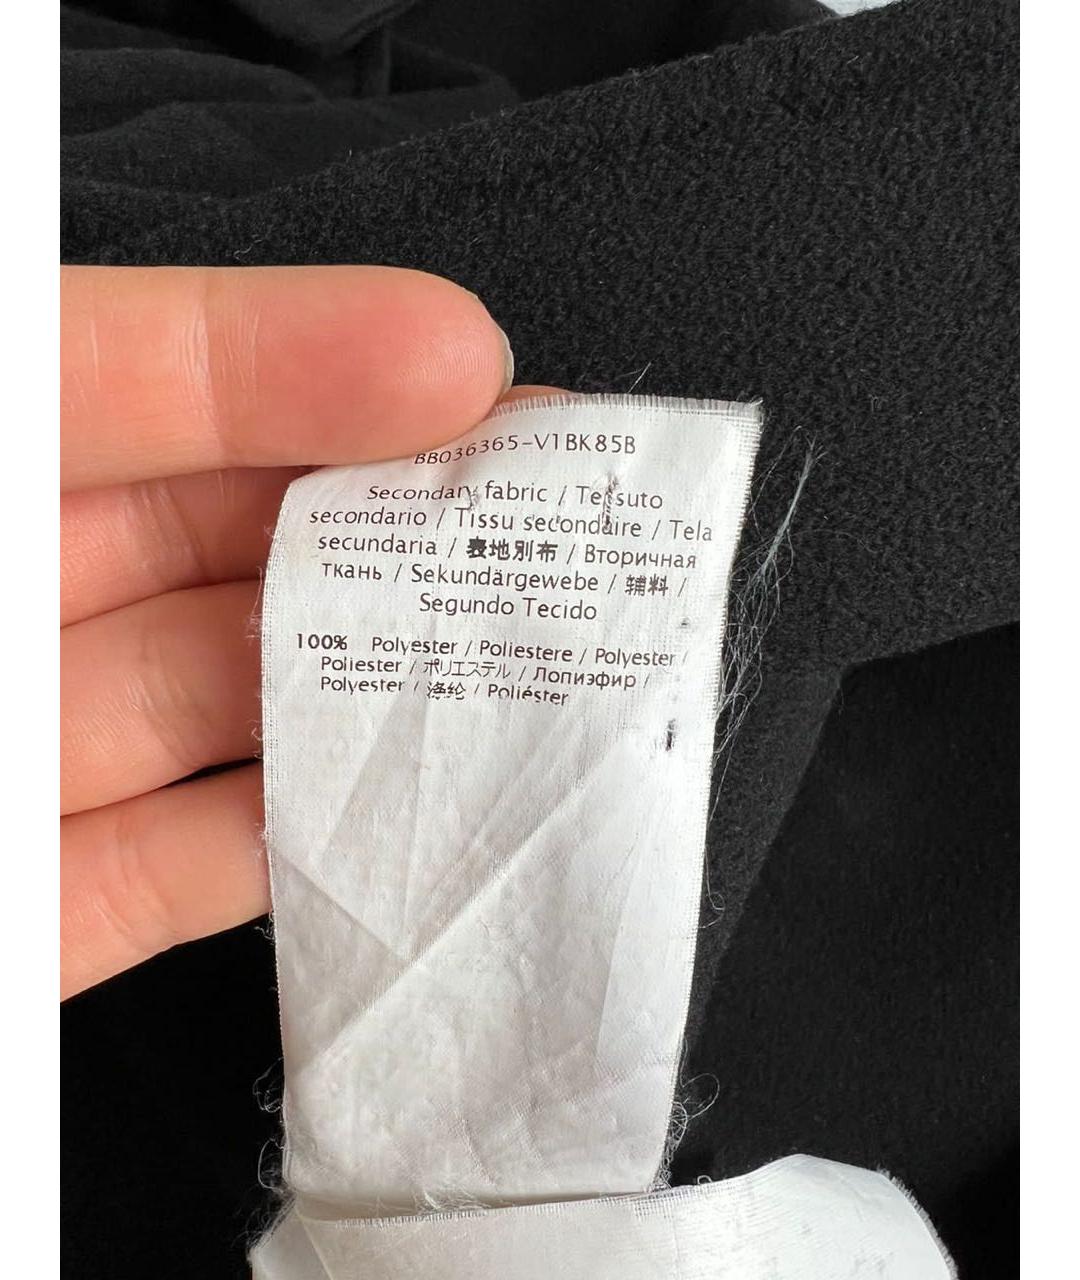 BB036365-V1BK85B
Secondary fabric / Tessuto
secondario / Tissu secondaire / Tela
secundaria / 表地別布 / Вторичная
ткань / Sekundärgewebe / 辅料 /
Segundo Tecido
100% Polyester / Poliestere / Polyester /
Poliester / ポリエステル / Лопиэфир /
Polyester / 涤纶 / Poliéster